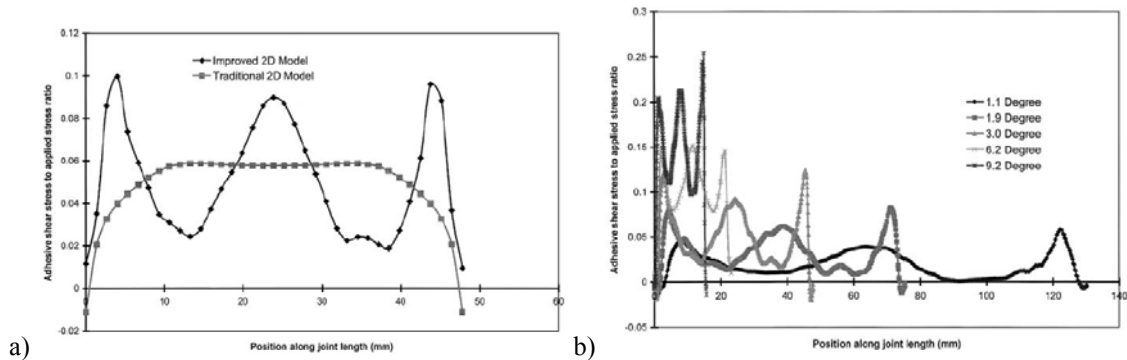 a)
Adhesive shear stress to applied stress ratio
0.12
0.1
0.08
0.06
0.04
0.02
0
-0.02
Improved 2D Model
Traditional 2D Model
0 10 20 30 40 50 60
Position along joint length (mm)
b)
Adhesive shear stress to applied stress ratio
0.3
0.25
0.2
0.15
0.1
0.05
0
-0.05
1.1 Degree
1.9 Degree
3.0 Degree
6.2 Degree
9.2 Degree
0 20 40 60 80 100 120 140
Position along joint length (mm)